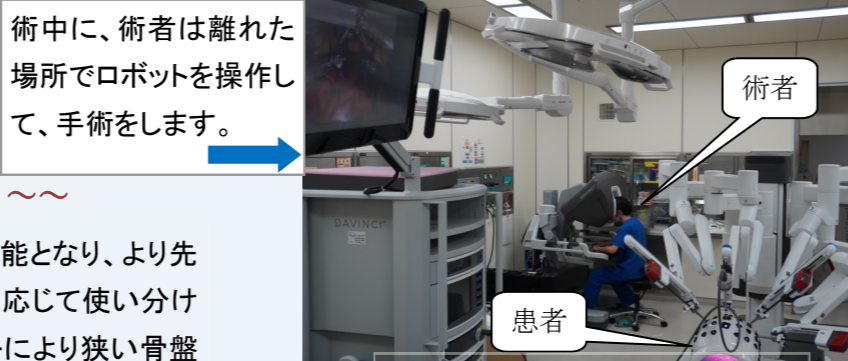 術中に、術者は離れた
場所でロボットを操作し
て、手術をします。
～～
能となり、より先
応じて使い分け
により狭い骨盤
DAVINCI
術者
患者